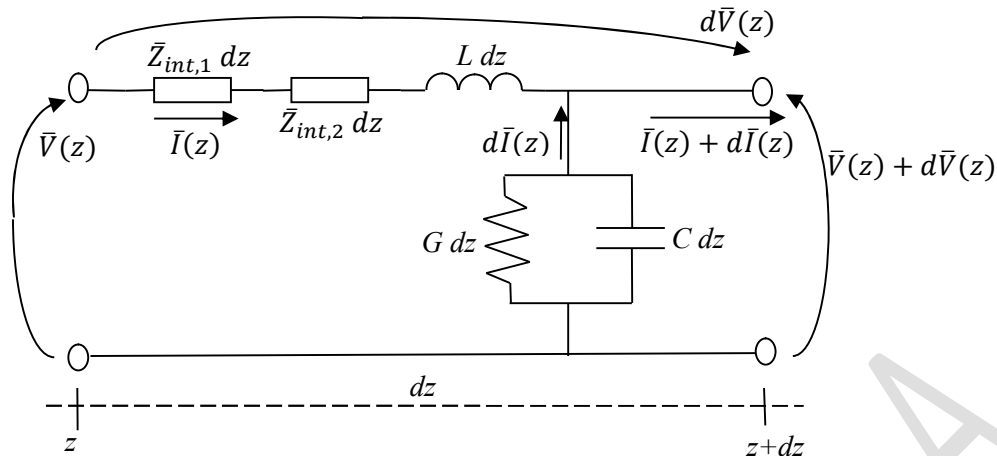 dV̄(z)
Z̄int,1 dz
L dz
V̄(z)
Ī(z)
Z̄int,2 dz
dĪ(z)
Ī(z) + dĪ(z)
V̄(z) + dV̄(z)
G dz
C dz
dz
z
z+dz
A